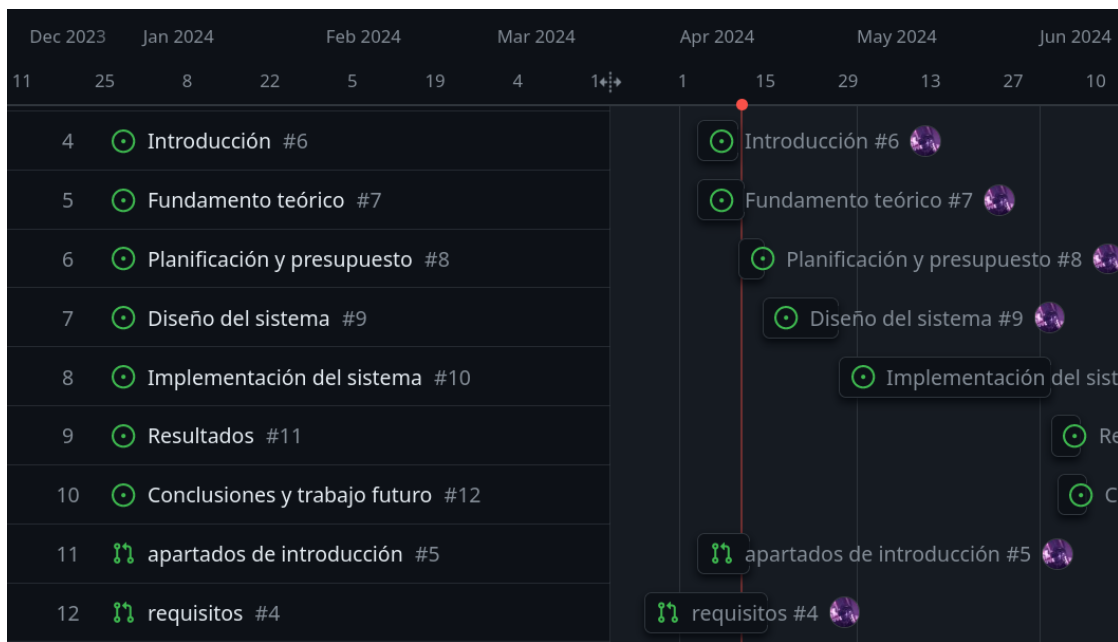 Dec 2023 Jan 2024 Feb 2024 Mar 2024 Apr 2024 May 2024 Jun 2024
11 25 8 22 5 19 4 1 1 15 29 13 27 10
4 Introducción #6 Introducción #6
5 Fundamento teórico #7 Fundamento teórico #7
6 Planificación y presupuesto #8 Planificación y presupuesto #8
7 Diseño del sistema #9 Diseño del sistema #9
8 Implementación del sistema #10 Implementación del sist
9 Resultados #11 Re
10 Conclusiones y trabajo futuro #12 C
11 apartados de introducción #5 apartados de introducción #5
12 requisitos #4 requisitos #4